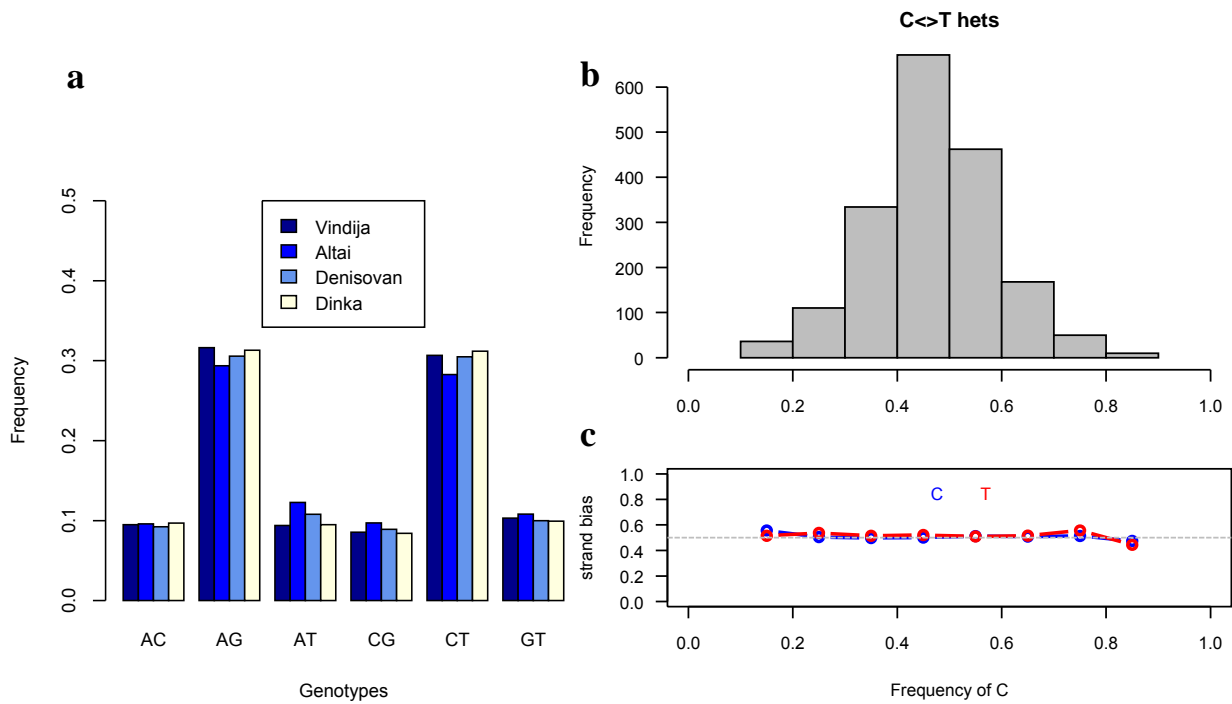 a
0.5
0.4
0.3
0.2
0.1
0.0
Frequency
Vindija
Altai
Denisovan
Dinka
AC AG AT CG CT GT
Genotypes
C<>T hets
b
600
500
400
300
200
100
0
Frequency
0.0 0.2 0.4 0.6 0.8 1.0
c
1.0
0.8
0.6
0.4
0.2
0.0
strand bias
C T
0.0 0.2 0.4 0.6 0.8 1.0
Frequency of C